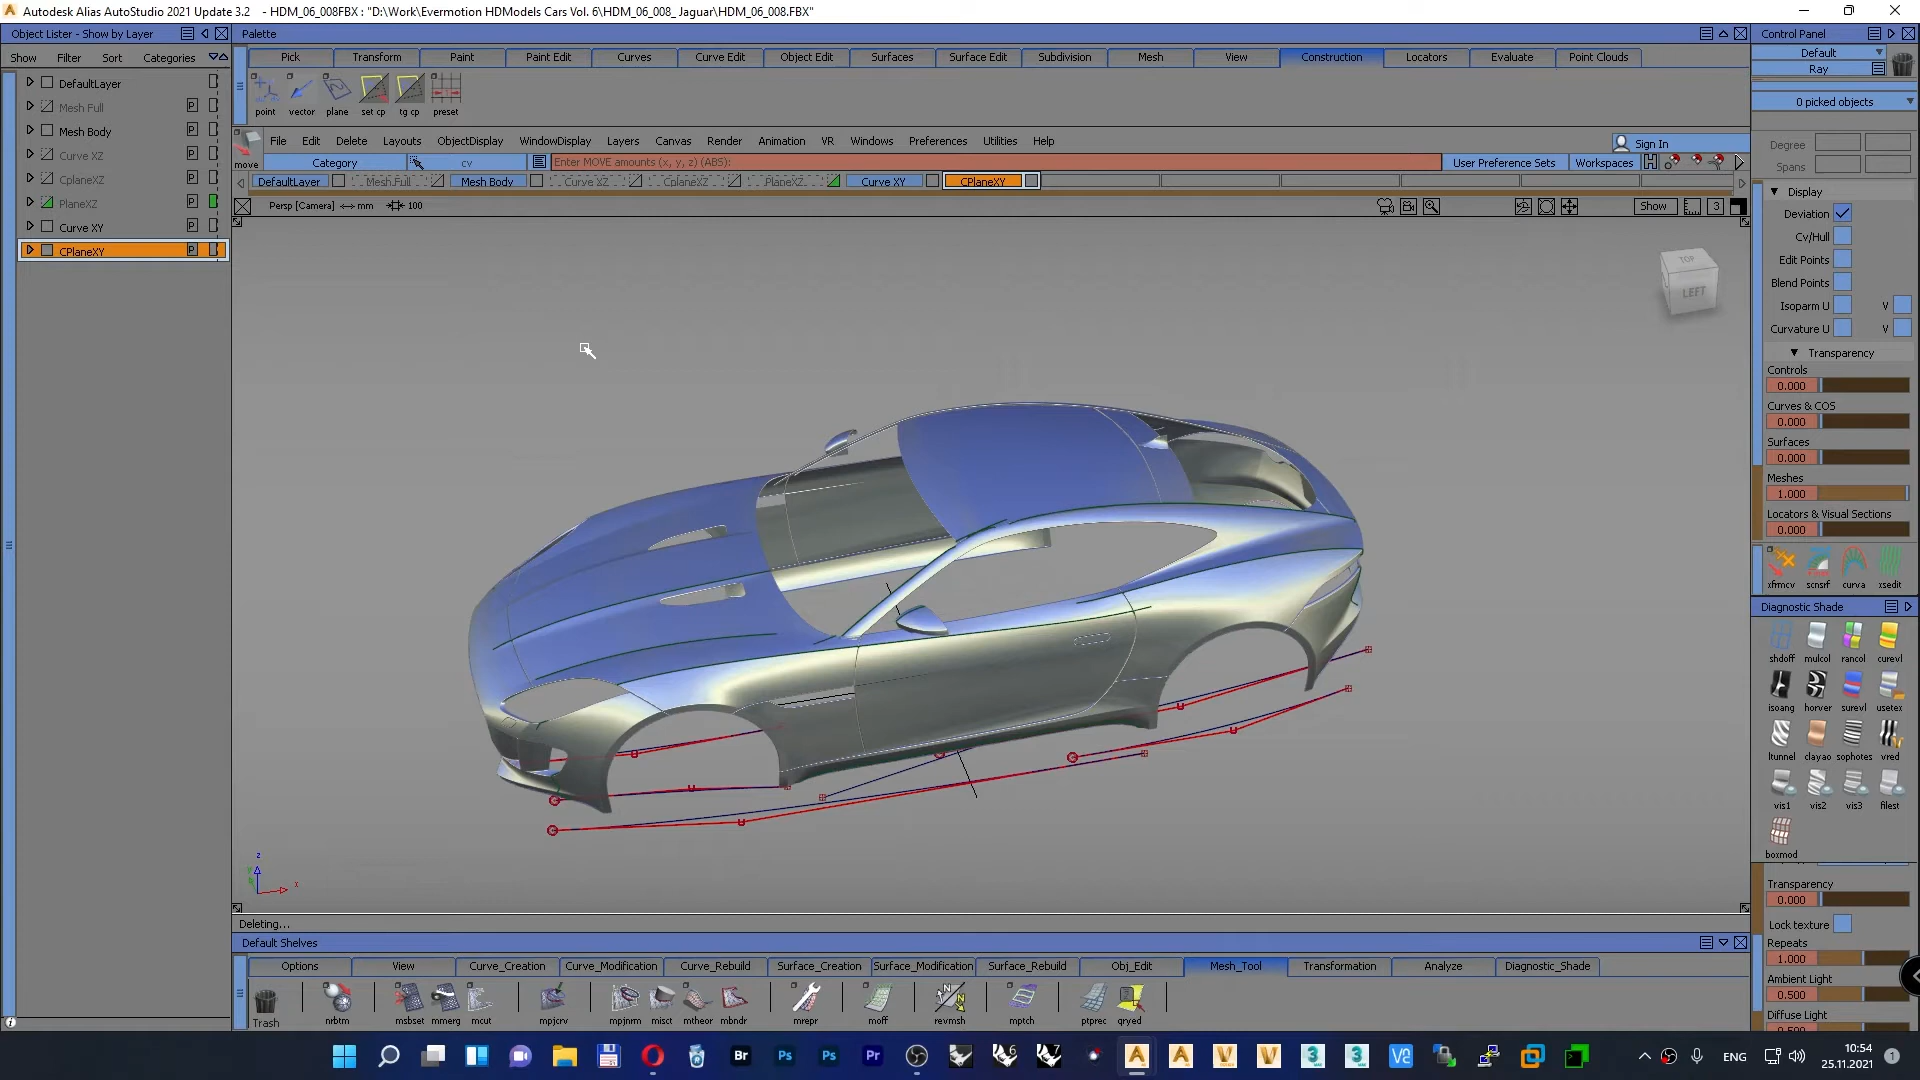 Autodesk Alias AutoStudio 2021 Update 3.2 - HDM_06_008FBX : "D:\Work\Evermotion HDModels Cars Vol. 6\HDM_06_008_ Jaguar\HDM_06_008.FBX"
Object Lister - Show by Layer
Palette
Control Panel
Show Filter Sort Categories
Pick Transform Paint Paint Edit Curves Curve Edit Object Edit Surfaces Surface Edit Subdivision Mesh View Construction Locators Evaluate Point Clouds
Default
Ray
DefaultLayer
Mesh Full P
Mesh Body P
Curve XZ P
CplaneXZ P
PlaneXZ P
Curve XY P
CPlaneXY P
point vector plane set cp tg cp preset
0 picked objects
File Edit Delete Layouts ObjectDisplay WindowDisplay Layers Canvas Render Animation VR Windows Preferences Utilities Help
Sign In
move
Category cv Enter MOVE amounts (x, y, z) (ABS): User Preference Sets Workspaces
DefaultLayer Mesh Full Mesh Body Curve XZ CplaneXZ PlaneXZ Curve XY CPlaneXY
Persp [Camera] <-> mm 100
Show 3
TOP
LEFT
z
y
x
Degree
Spans
Display
Deviation
Cv/Hull
Edit Points
Blend Points
Isoparm U V
Curvature U V
Transparency
Controls
0.000
Curves & COS
0.000
Surfaces
0.000
Meshes
1.000
Locators & Visual Sections
0.000
xfrmcv scnsrf curva xsedit
Diagnostic Shade
shdoff mulcol rancol curevl
isoang horver surevl usetex
ltunnel clayao sophotes vred
vis1 vis2 vis3 filest
boxmod
Transparency
0.000
Lock texture
Repeats
1.000
Ambient Light
0.500
Diffuse Light
Deleting...
Default Shelves
Options View Curve_Creation Curve_Modification Curve_Rebuild Surface_Creation Surface_Modification Surface_Rebuild Obj_Edit Mesh_Tool Transformation Analyze Diagnostic_Shade
Trash nrbtm msbset mmerg mcut mpjcrv mpjnrm misct mtheor mbndr mrepr moff revmsh mptch ptprec qryed
Br Ps Ps Pr
ENG
10:54
25.11.2021